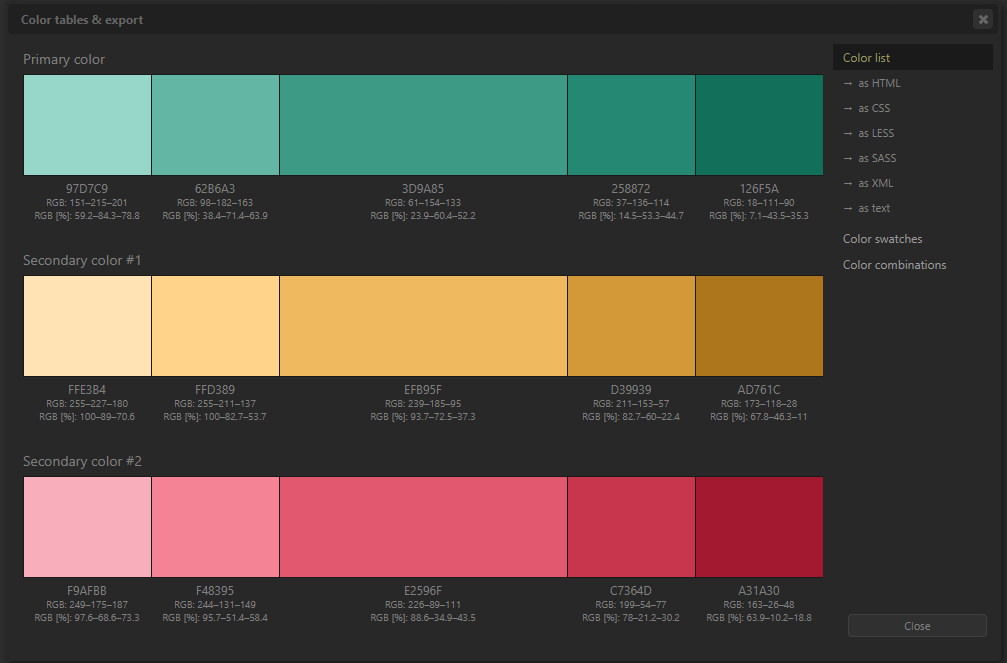 Color tables & export
Primary color
97D7C9 62B6A3 3D9A85 258872 126F5A
RGB: 151–215–201 RGB: 98–182–163 RGB: 61–154–133 RGB: 37–136–114 RGB: 18–111–90
RGB [%]: 59.2–84.3–78.8 RGB [%]: 38.4–71.4–63.9 RGB [%]: 23.9–60.4–52.2 RGB [%]: 14.5–53.3–44.7 RGB [%]: 7.1–43.5–35.3
Secondary color #1
FFE3B4 FFD389 EFB95F D39939 AD761C
RGB: 255–227–180 RGB: 255–211–137 RGB: 239–185–95 RGB: 211–153–57 RGB: 173–118–28
RGB [%]: 100–89–70.6 RGB [%]: 100–82.7–53.7 RGB [%]: 93.7–72.5–37.3 RGB [%]: 82.7–60–22.4 RGB [%]: 67.8–46.3–11
Secondary color #2
F9AFBB F48395 E2596F C7364D A31A30
RGB: 249–175–187 RGB: 244–131–149 RGB: 226–89–111 RGB: 199–54–77 RGB: 163–26–48
RGB [%]: 97.6–68.6–73.3 RGB [%]: 95.7–51.4–58.4 RGB [%]: 88.6–34.9–43.5 RGB [%]: 78–21.2–30.2 RGB [%]: 63.9–10.2–18.8
Color list
→ as HTML
→ as CSS
→ as LESS
→ as SASS
→ as XML
→ as text
Color swatches
Color combinations
Close